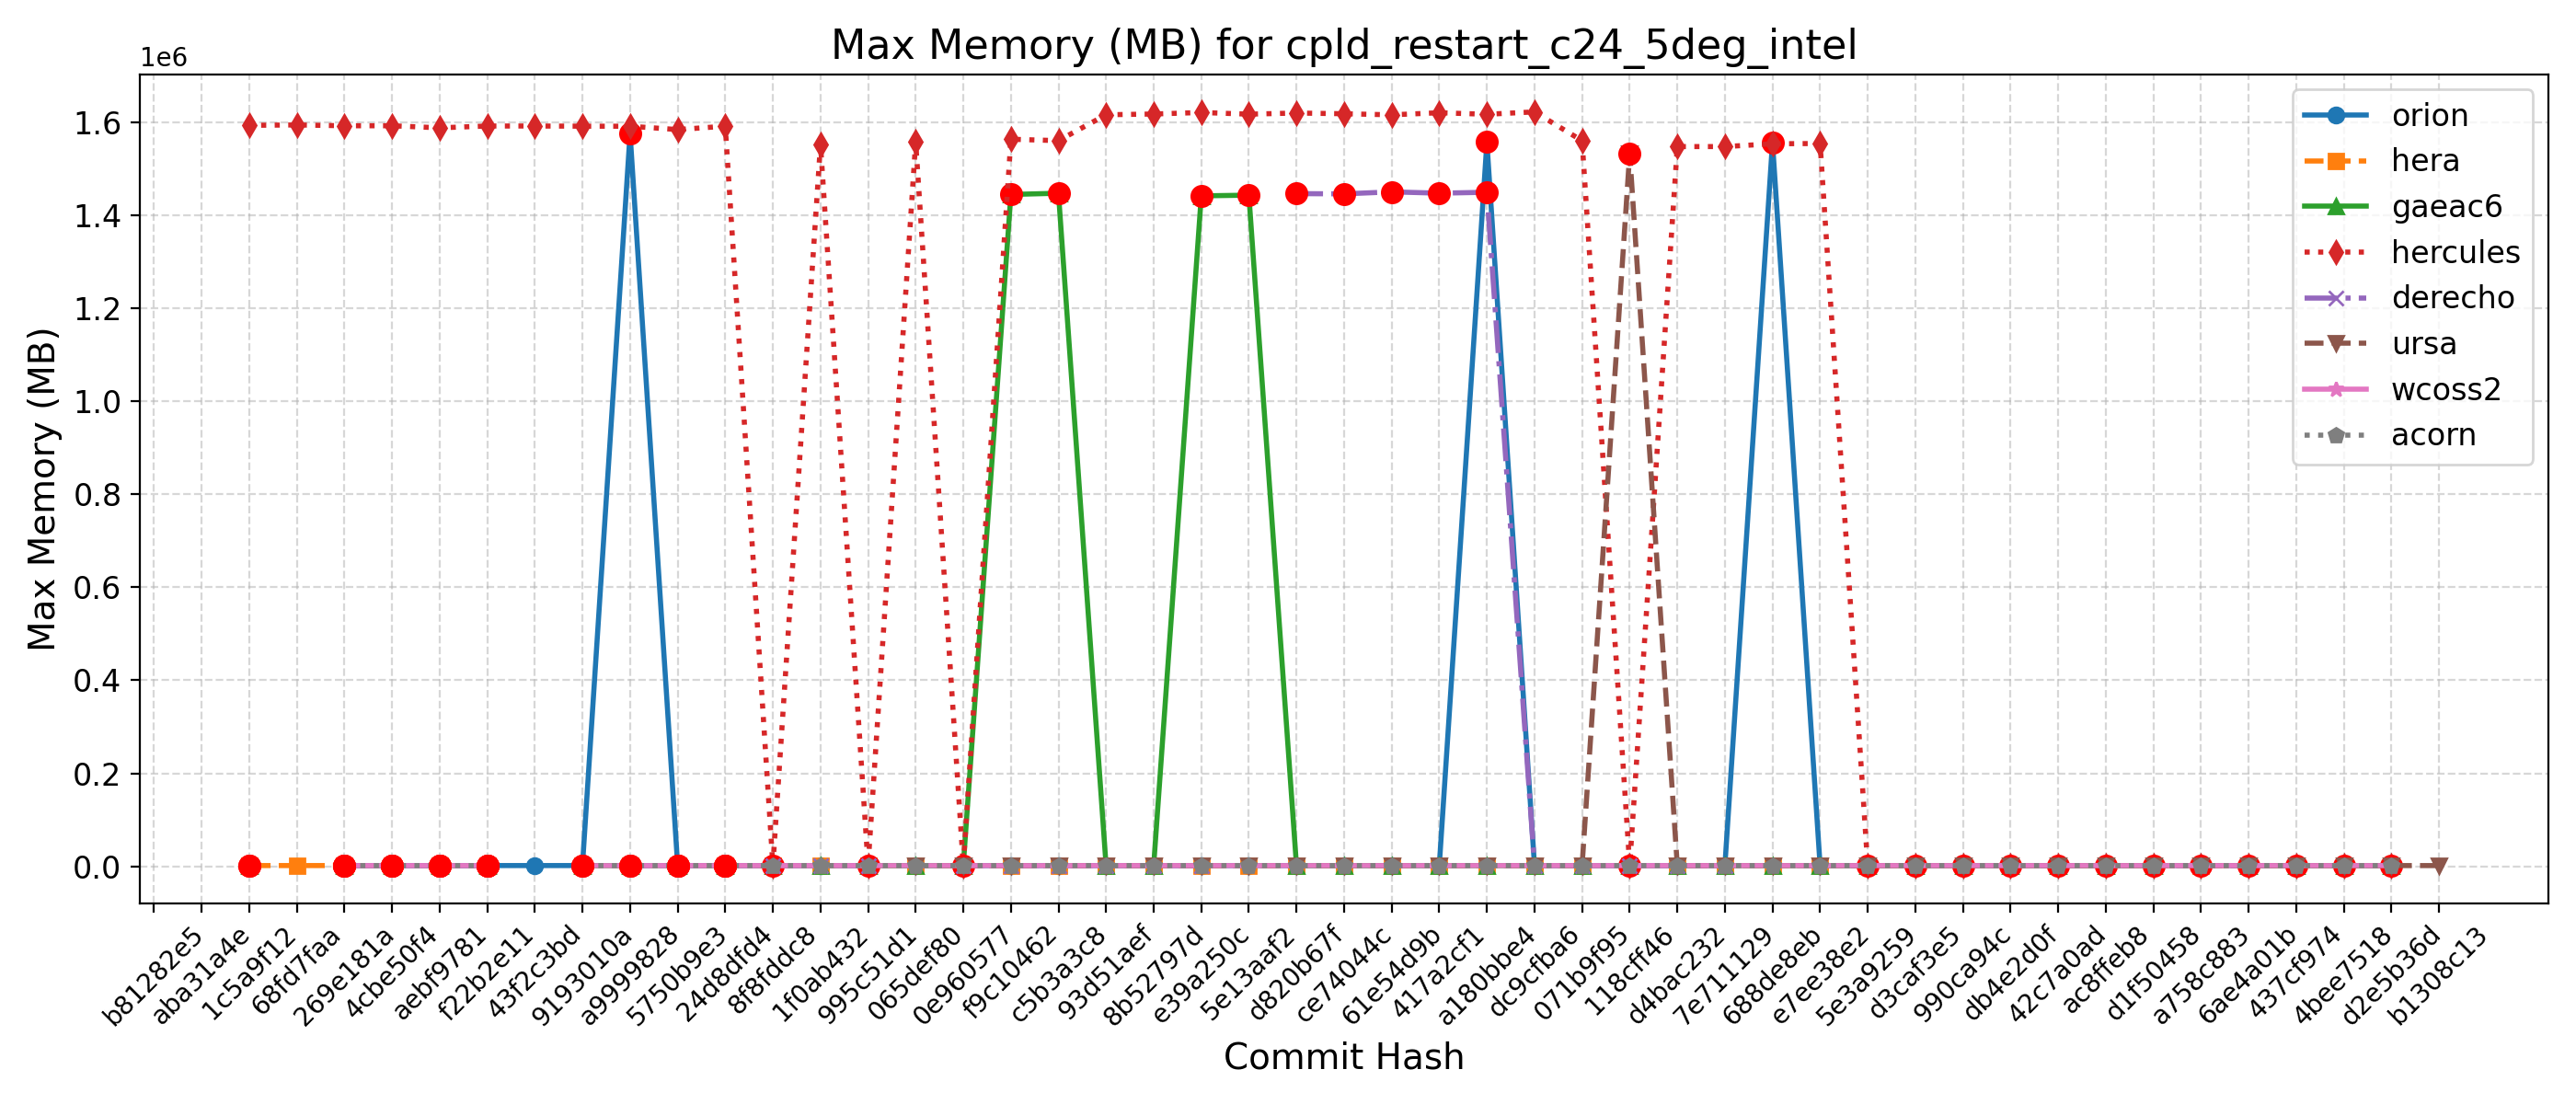 Max Memory (MB) for cpld_restart_c24_5deg_intel
1e6
1.6
1.4
1.2
1.0
0.8
0.6
0.4
0.2
0.0
Max Memory (MB)
orion
hera
gaeac6
hercules
derecho
ursa
wcoss2
acorn
b81282e5
aba31a4e
1c5a9f12
68fd7faa
269e181a
4cbe50f4
aebf9781
f22b2e11
43f2c3bd
9193010a
a9999828
5750b9e3
24d8dfd4
8f8fddc8
1f0ab432
995c51d1
065def80
0e960577
f9c10462
c5b3a3c8
93d51aef
8b52797d
e39a250c
5e13aaf2
d820b67f
ce74044c
61e54d9b
417a2cf1
a180bbe4
dc9cfba6
071b9f95
118cff46
d4bac232
7e711129
688de8eb
e7ee38e2
5e3a9259
d3caf3e5
990ca94c
db4e2d0f
42c7a0ad
ac8ffeb8
d1f50458
a758c883
6ae4a01b
437cf974
4bee7518
d2e5b36d
b1308c13
Commit Hash